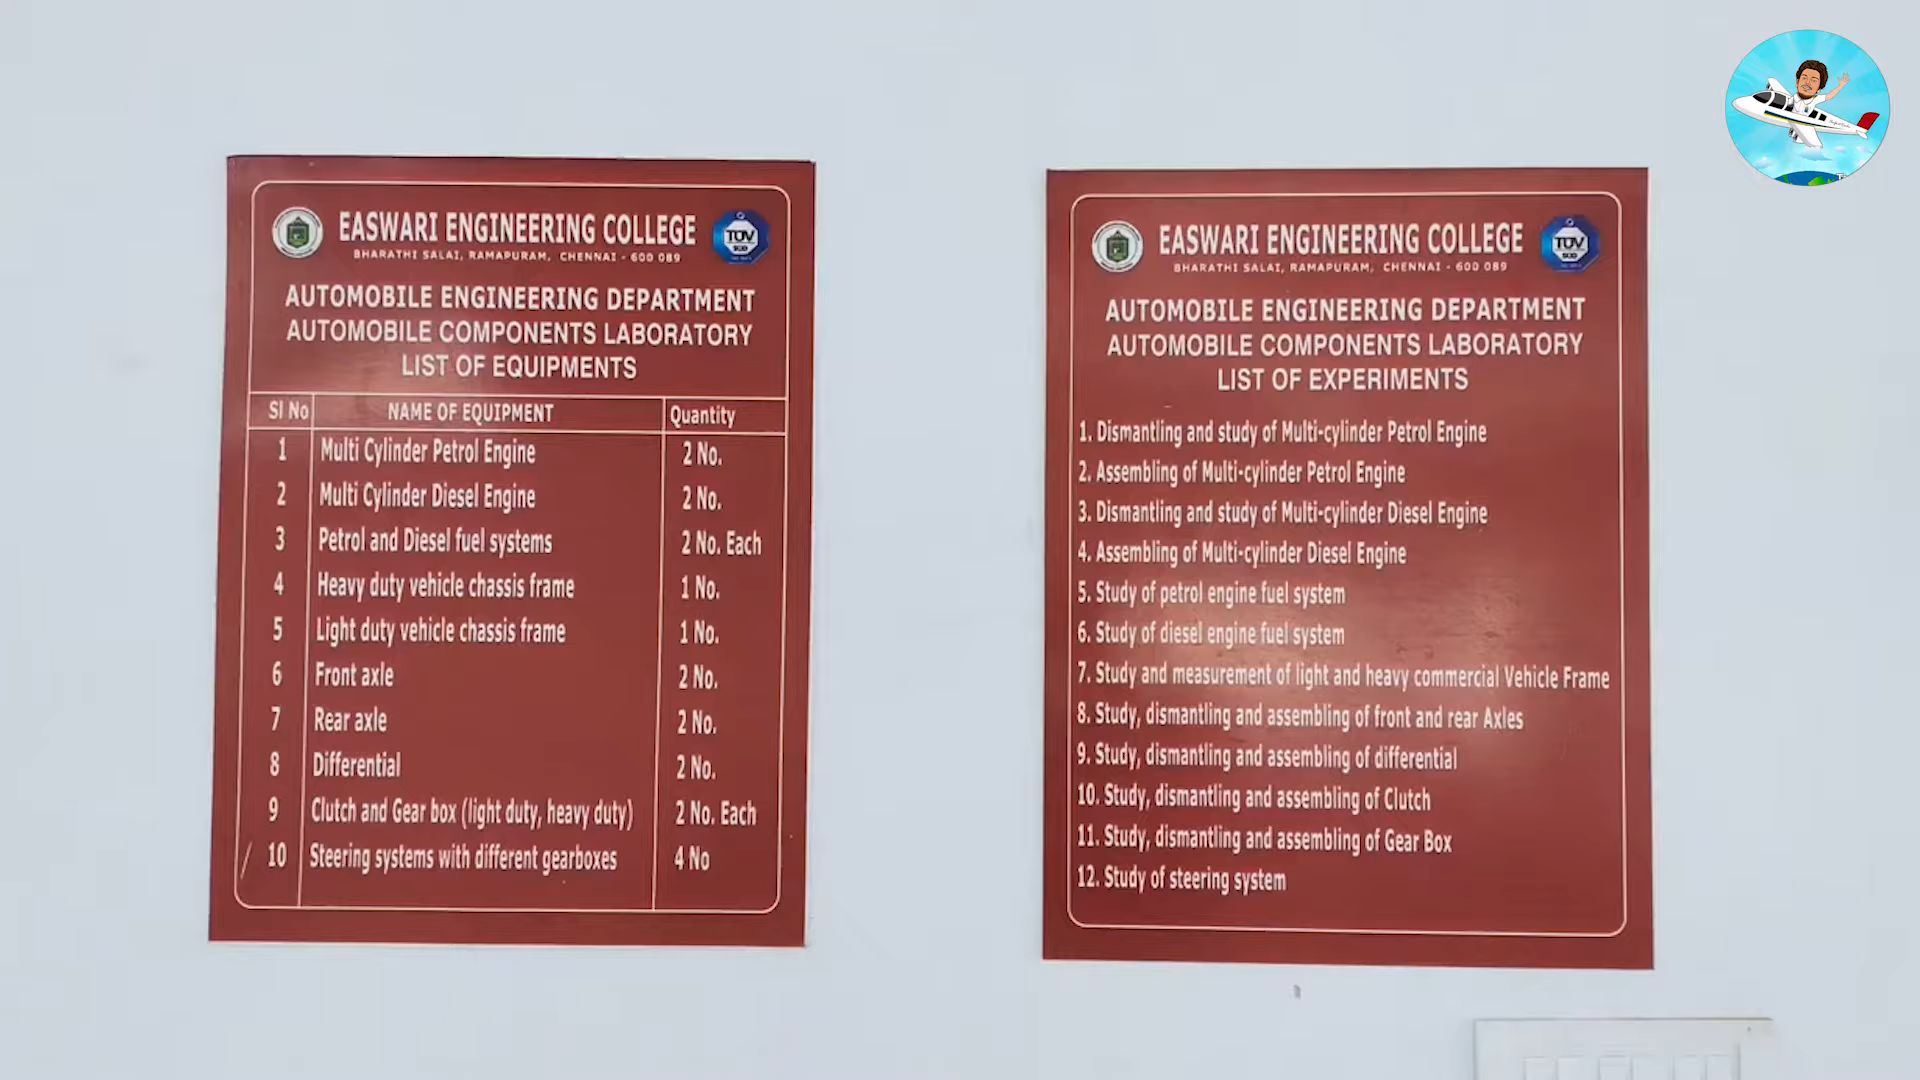 EASWARI ENGINEERING COLLEGE
BHARATHI SALAI, RAMAPURAM, CHENNAI - 600 089
TUV
SUD
AUTOMOBILE ENGINEERING DEPARTMENT
AUTOMOBILE COMPONENTS LABORATORY
LIST OF EQUIPMENTS
Sl No NAME OF EQUIPMENT Quantity
1 Multi Cylinder Petrol Engine 2 No.
2 Multi Cylinder Diesel Engine 2 No.
3 Petrol and Diesel fuel systems 2 No. Each
4 Heavy duty vehicle chassis frame 1 No.
5 Light duty vehicle chassis frame 1 No.
6 Front axle 2 No.
7 Rear axle 2 No.
8 Differential 2 No.
9 Clutch and Gear box (light duty, heavy duty) 2 No. Each
10 Steering systems with different gearboxes 4 No
EASWARI ENGINEERING COLLEGE
BHARATHI SALAI, RAMAPURAM, CHENNAI - 600 089
TUV
SUD
AUTOMOBILE ENGINEERING DEPARTMENT
AUTOMOBILE COMPONENTS LABORATORY
LIST OF EXPERIMENTS
1. Dismantling and study of Multi-cylinder Petrol Engine
2. Assembling of Multi-cylinder Petrol Engine
3. Dismantling and study of Multi-cylinder Diesel Engine
4. Assembling of Multi-cylinder Diesel Engine
5. Study of petrol engine fuel system
6. Study of diesel engine fuel system
7. Study and measurement of light and heavy commercial Vehicle Frame
8. Study, dismantling and assembling of front and rear Axles
9. Study, dismantling and assembling of differential
10. Study, dismantling and assembling of Clutch
11. Study, dismantling and assembling of Gear Box
12. Study of steering system